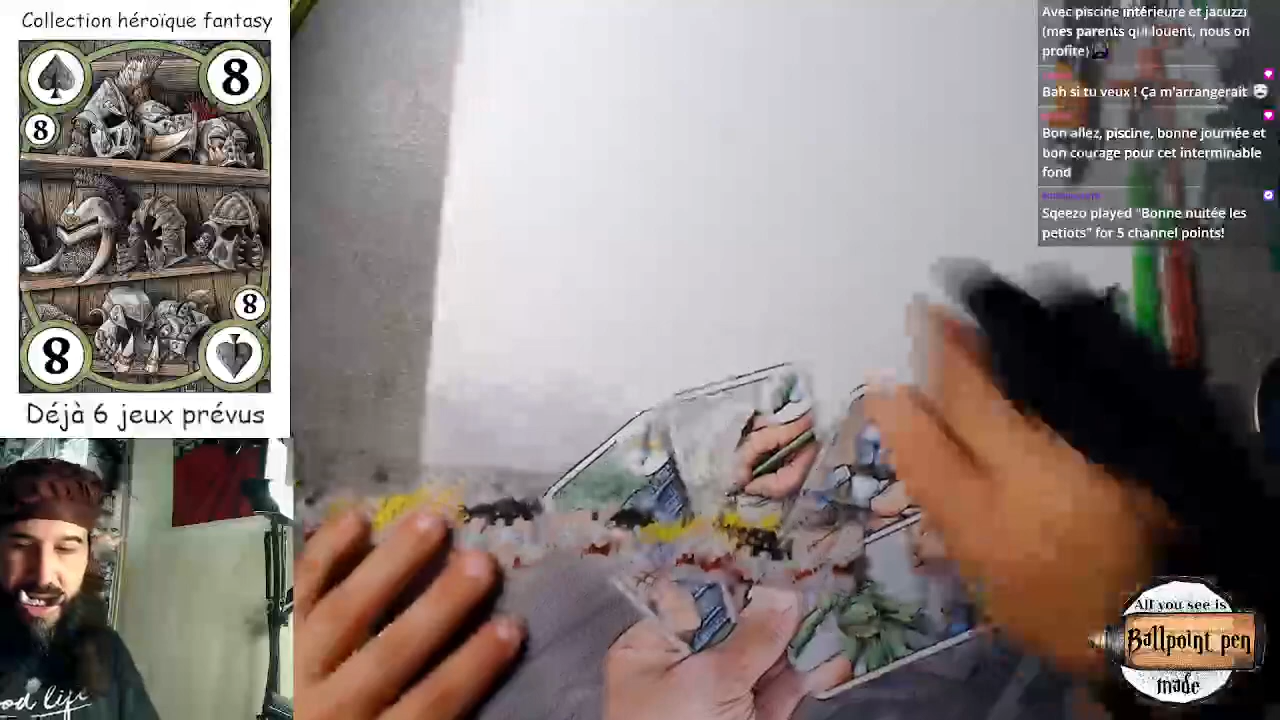 Collection héroïque fantasy
8
8
8
8
Déjà 6 jeux prévus
Avec piscine intérieure et jacuzzi
(mes parents qui louent, nous on
profite)
Bah si tu veux ! Ça m'arrangerait
Bon allez, piscine, bonne journée et
bon courage pour cet interminable
fond
Sqeezo played "Bonne nuitée les
petiots" for 5 channel points!
All you see is
Ballpoint pen
made